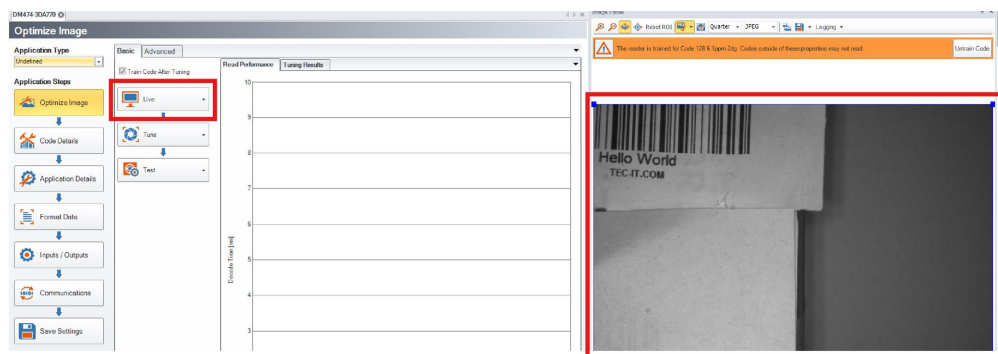 DM474-3DA770
Optimize Image
Application Type
Undefined
Application Steps
Optimize Image
Code Details
Application Details
Format Data
Inputs / Outputs
Communications
Save Settings
Basic
Advanced
Train Code After Tuning
Live
Tune
Test
Read Performance
Tuning Results
Decode Time [ms]
10
9
8
7
6
5
4
3
Image Panel
Reset ROI
Quarter
JPEG
Logging
The reader is trained for Code 128 6.1ppm 2dg. Codes outside of these properties may not read.
Untrain Code
Hello World
TEC-IT.COM